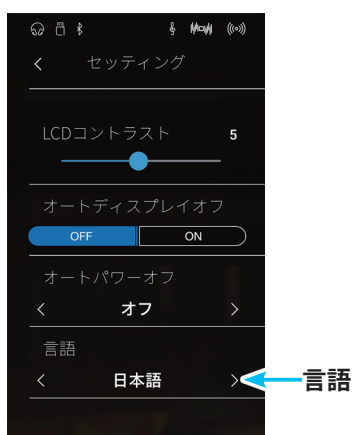 セッティング
LCDコントラスト 5
オートディスプレイオフ
OFF ON
オートパワーオフ
オフ
言語
日本語
言語